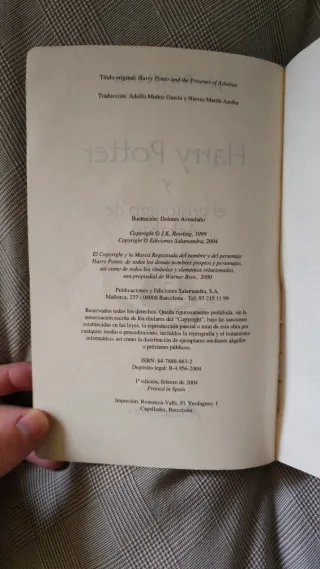 Título original: Harry Potter and the Prisoner of Azkaban
Traducción: Adolfo Muñoz García y Nieves Martín Azofra
Harry Potter
y
Ilustración: Dolores Avendaño
Copyright © J.K. Rowling, 1999
Copyright © Ediciones Salamandra, 2004
El Copyright y la Marca Registrada del nombre y del personaje
Harry Potter, de todos los demás nombres propios y personajes,
así como de todos los símbolos y elementos relacionados,
son propiedad de Warner Bros., 2000
Publicaciones y Ediciones Salamandra, S.A.
Mallorca, 237 - 08008 Barcelona - Tel. 93 215 11 99
Reservados todos los derechos. Queda rigurosamente prohibida, sin la
autorización escrita de los titulares del "Copyright", bajo las sanciones
establecidas en las leyes, la reproducción parcial o total de esta obra por
cualquier medio o procedimiento, incluidos la reprografía y el tratamiento
informático, así como la distribución de ejemplares mediante alquiler
o préstamo públicos.
ISBN: 84-7888-863-2
Depósito legal: B-4.956-2004
1ª edición, febrero de 2004
Printed in Spain
Impresión: Romanyà-Valls, Pl. Verdaguer, 1
Capellades, Barcelona